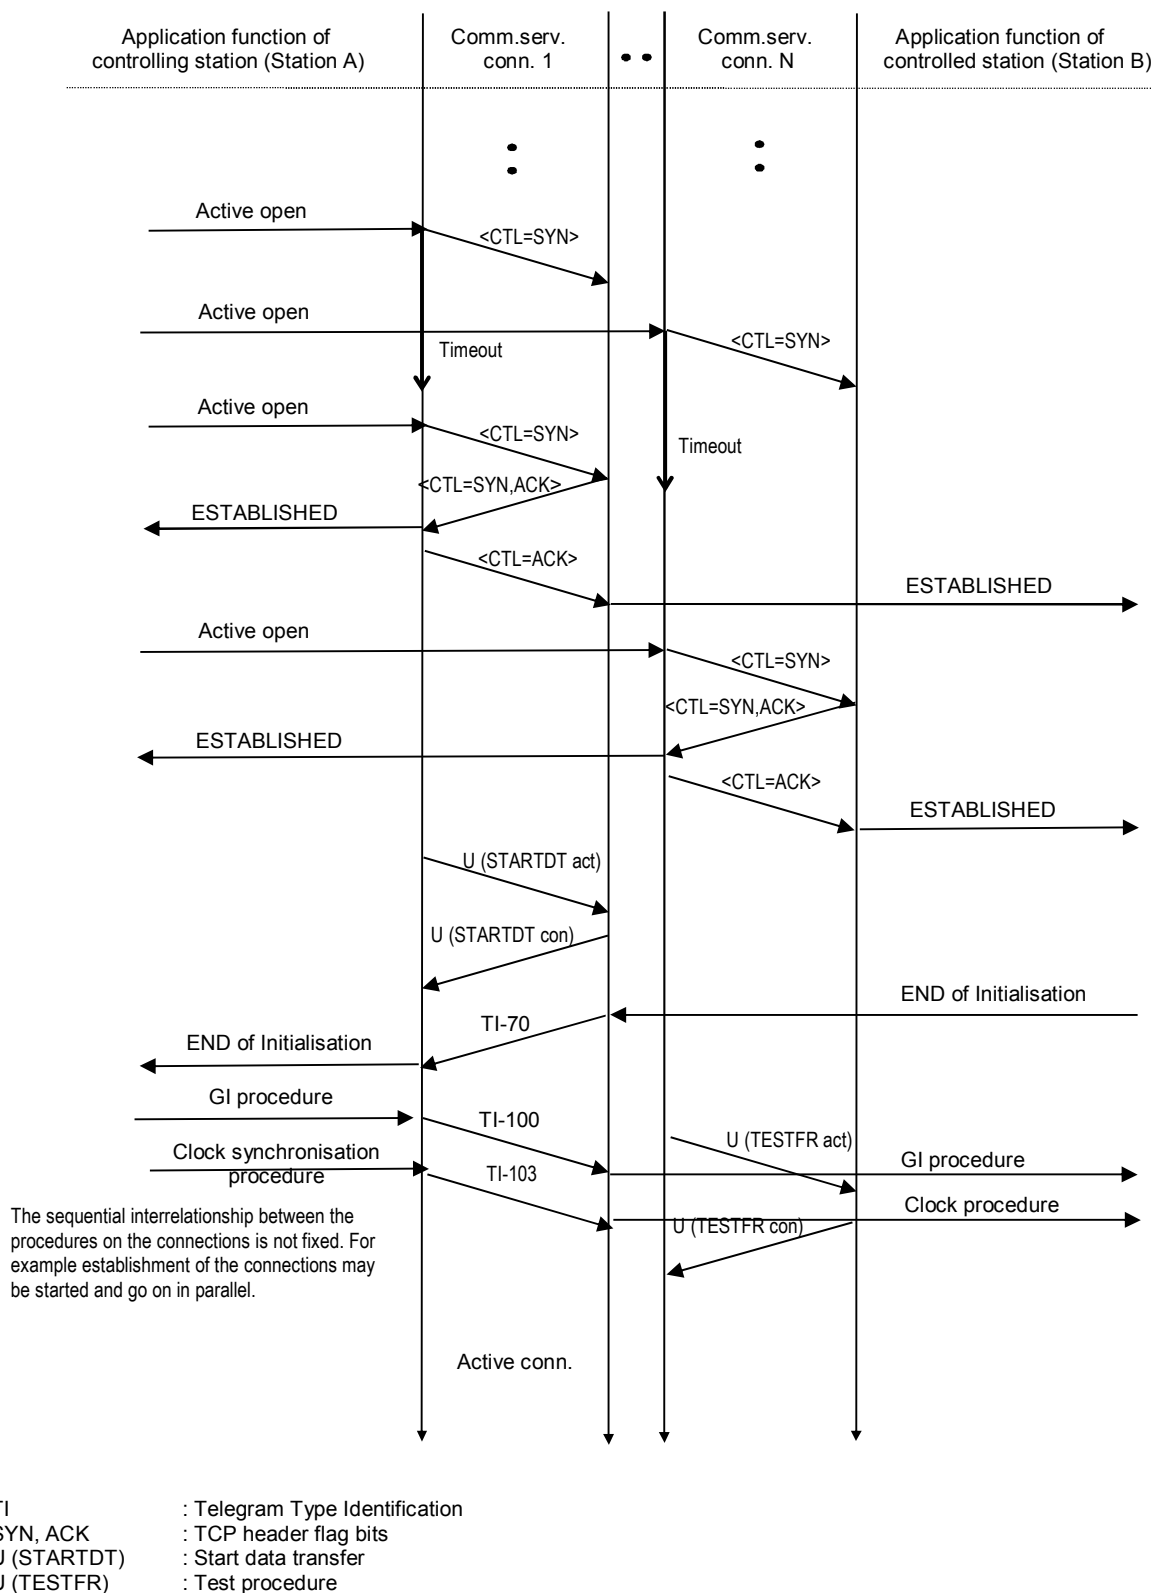 Application function of
controlling station (Station A)
Comm.serv.
conn. 1
Comm.serv.
conn. N
Application function of
controlled station (Station B)
Active open
<CTL=SYN>
Active open
<CTL=SYN>
Timeout
Active open
<CTL=SYN>
Timeout
<CTL=SYN,ACK>
ESTABLISHED
<CTL=ACK>
ESTABLISHED
Active open
<CTL=SYN>
<CTL=SYN,ACK>
ESTABLISHED
<CTL=ACK>
ESTABLISHED
U (STARTDT act)
U (STARTDT con)
END of Initialisation
TI-70
END of Initialisation
GI procedure
TI-100
U (TESTFR act)
Clock synchronisation
procedure
TI-103
GI procedure
Clock procedure
U (TESTFR con)
The sequential interrelationship between the
procedures on the connections is not fixed. For
example establishment of the connections may
be started and go on in parallel.
Active conn.
TI : Telegram Type Identification
SYN, ACK : TCP header flag bits
U (STARTDT) : Start data transfer
U (TESTFR) : Test procedure